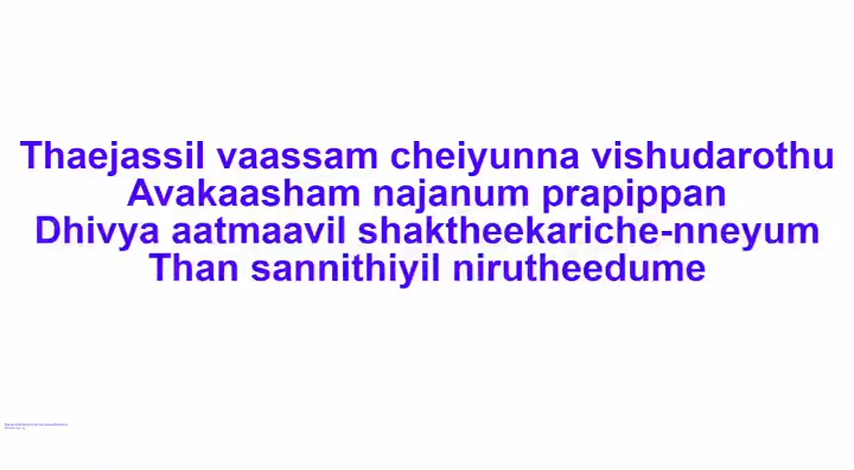 Thaejassil vaassam cheiyunna vishudarothu
Avakaasham najanum prapippan
Dhivya aatmaavil shaktheekariche-nneyum
Than sannithiyil nirutheedume